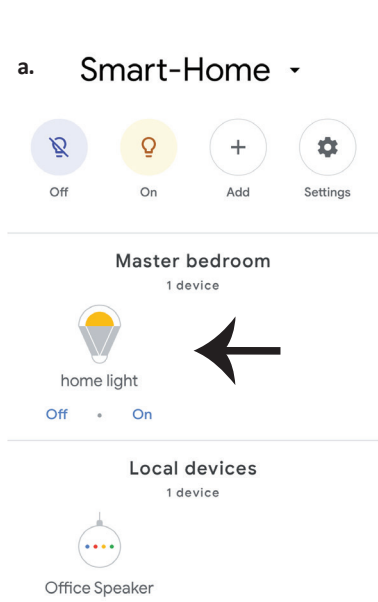 a. Smart-Home
Off On Add Settings
Master bedroom
1 device
home light
Off • On
Local devices
1 device
Office Speaker